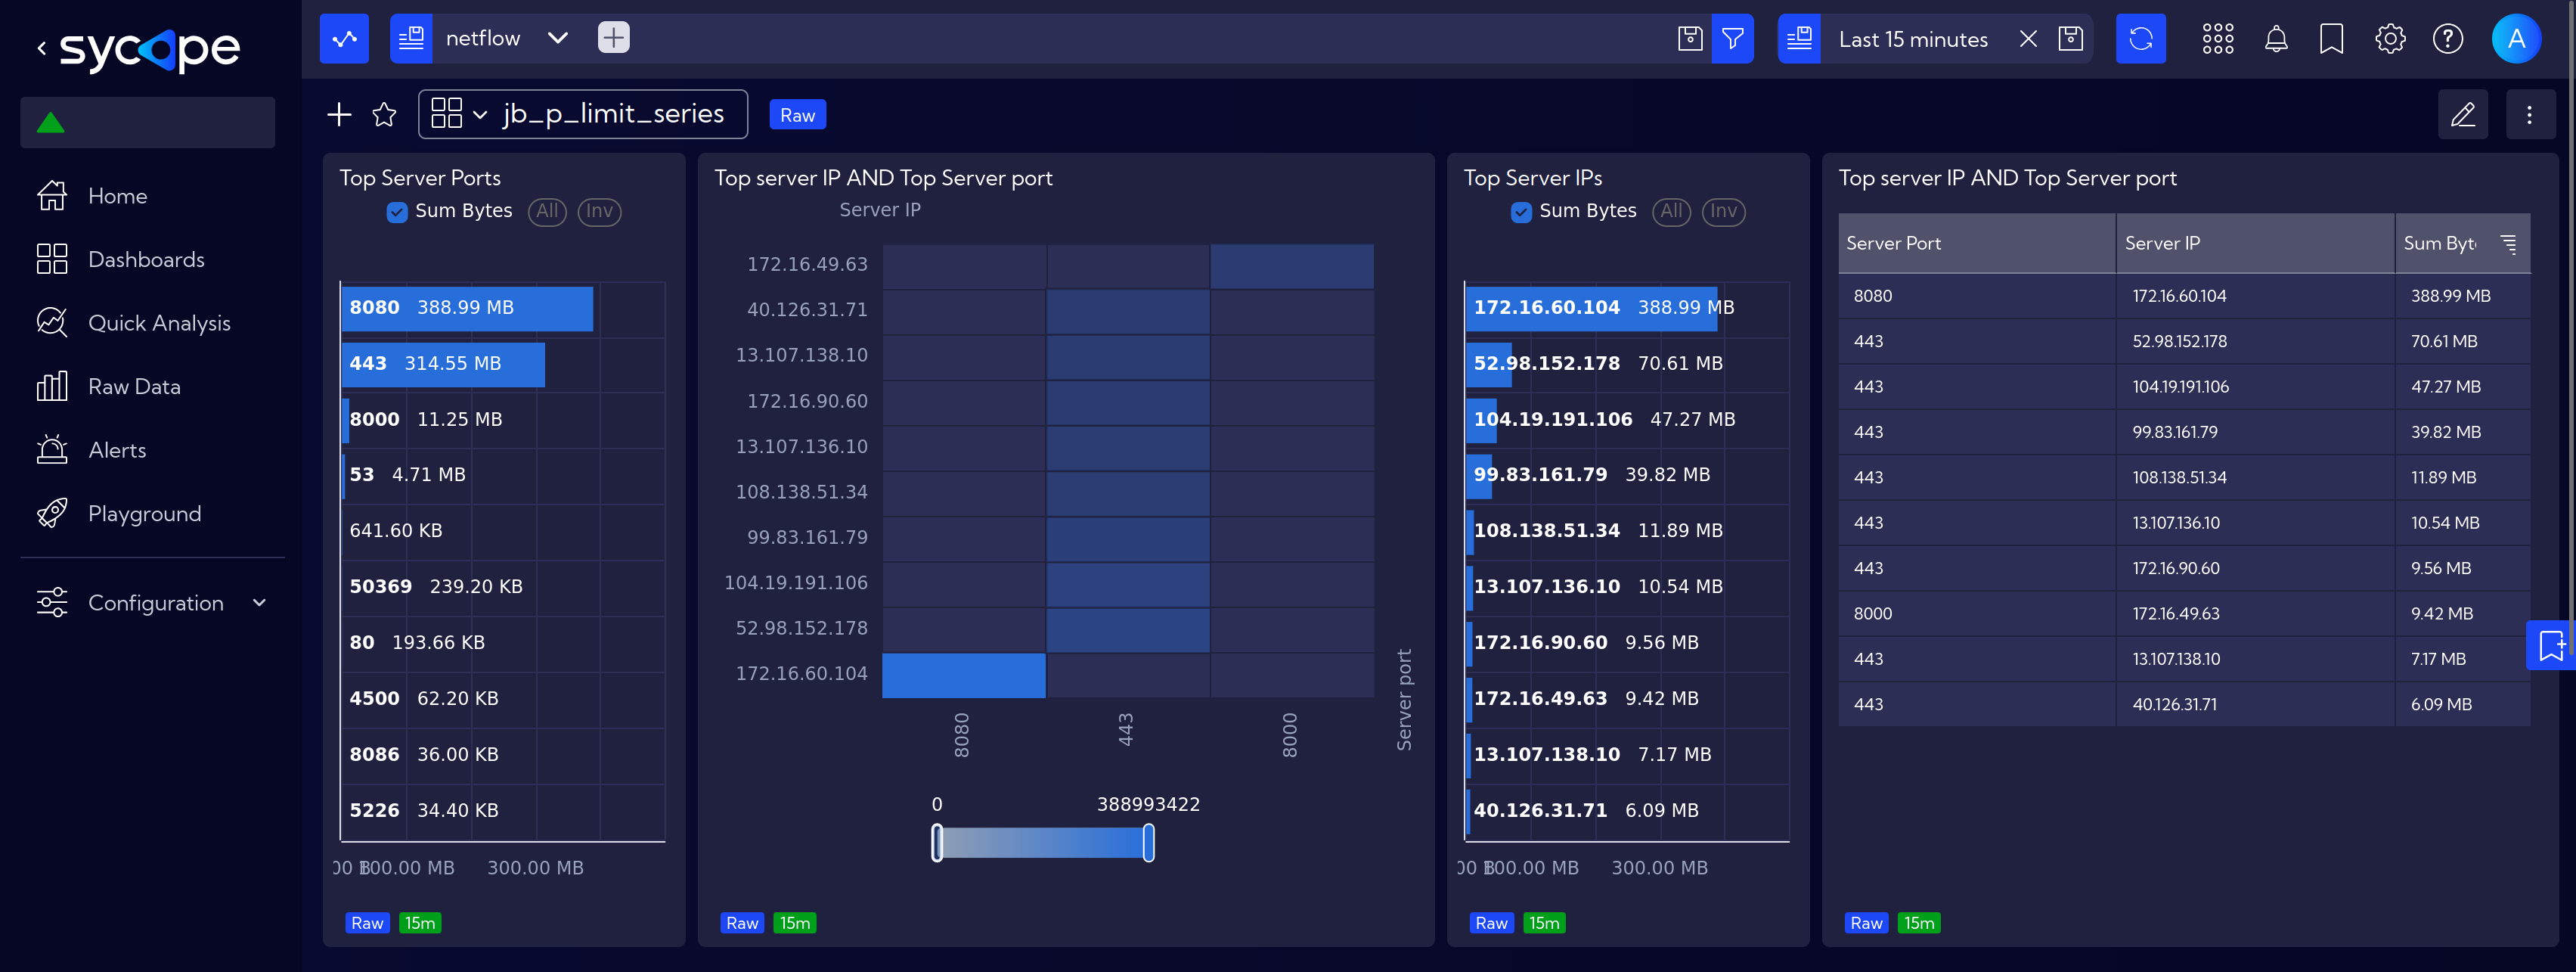 sycope
netflow
Last 15 minutes
A
jb_p_limit_series
Raw
Home
Dashboards
Quick Analysis
Raw Data
Alerts
Playground
Configuration
Top Server Ports
Sum Bytes All Inv
8080 388.99 MB
443 314.55 MB
8000 11.25 MB
53 4.71 MB
641.60 KB
50369 239.20 KB
80 193.66 KB
4500 62.20 KB
8086 36.00 KB
5226 34.40 KB
100.00 MB 300.00 MB
Raw 15m
Top server IP AND Top Server port
Server IP
172.16.49.63
40.126.31.71
13.107.138.10
172.16.90.60
13.107.136.10
108.138.51.34
99.83.161.79
104.19.191.106
52.98.152.178
172.16.60.104
8080 443 8000
Server port
0 388993422
Raw 15m
Top Server IPs
Sum Bytes All Inv
172.16.60.104 388.99 MB
52.98.152.178 70.61 MB
104.19.191.106 47.27 MB
99.83.161.79 39.82 MB
108.138.51.34 11.89 MB
13.107.136.10 10.54 MB
172.16.90.60 9.56 MB
172.16.49.63 9.42 MB
13.107.138.10 7.17 MB
40.126.31.71 6.09 MB
100.00 MB 300.00 MB
Raw 15m
Top server IP AND Top Server port
Server Port Server IP Sum Byt
8080 172.16.60.104 388.99 MB
443 52.98.152.178 70.61 MB
443 104.19.191.106 47.27 MB
443 99.83.161.79 39.82 MB
443 108.138.51.34 11.89 MB
443 13.107.136.10 10.54 MB
443 172.16.90.60 9.56 MB
8000 172.16.49.63 9.42 MB
443 13.107.138.10 7.17 MB
443 40.126.31.71 6.09 MB
Raw 15m